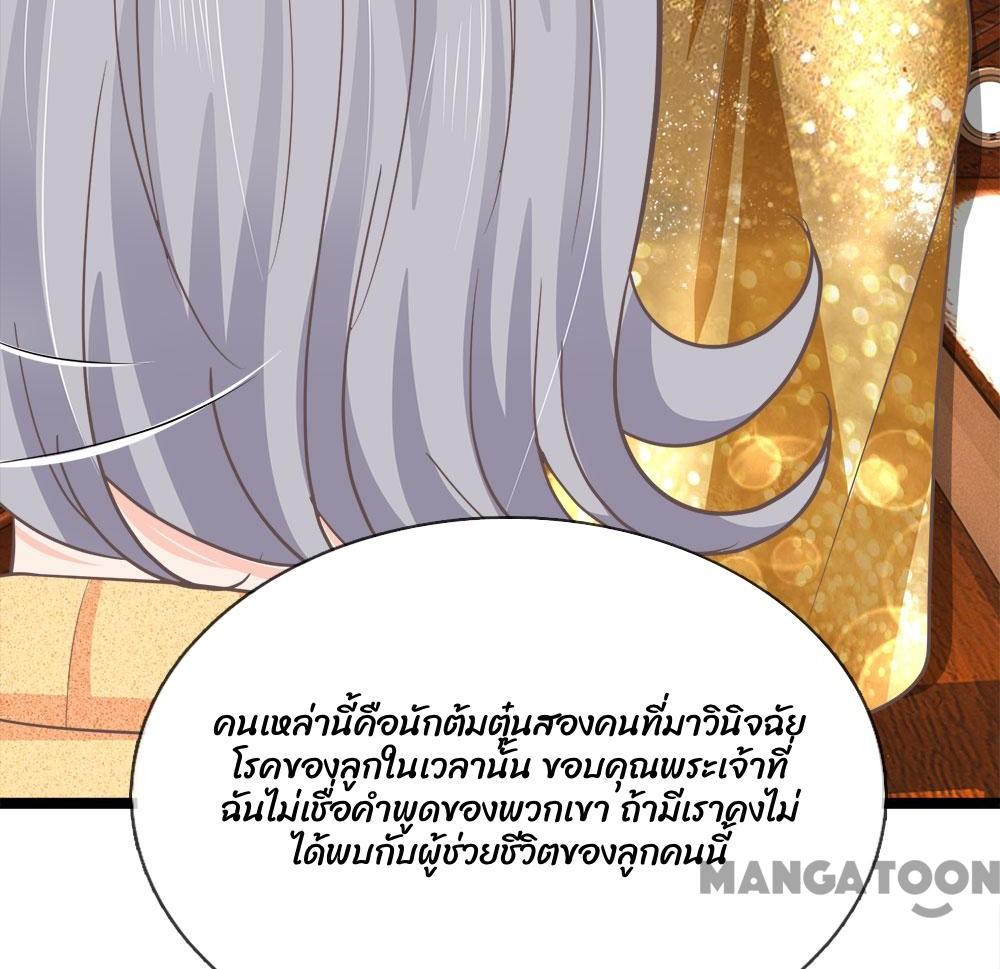 คนเหล่านี้คือนักต้มตุ๋นสองคนที่มาวินิจฉัย
โรคของลูกในเวลานั้น ขอบคุณพระเจ้าที่
ฉันไม่เชื่อคำพูดของพวกเขา ถ้ามีเราคงไม่
ได้พบกับผู้ช่วยชีวิตของลูกคนนี้
MANGATOON